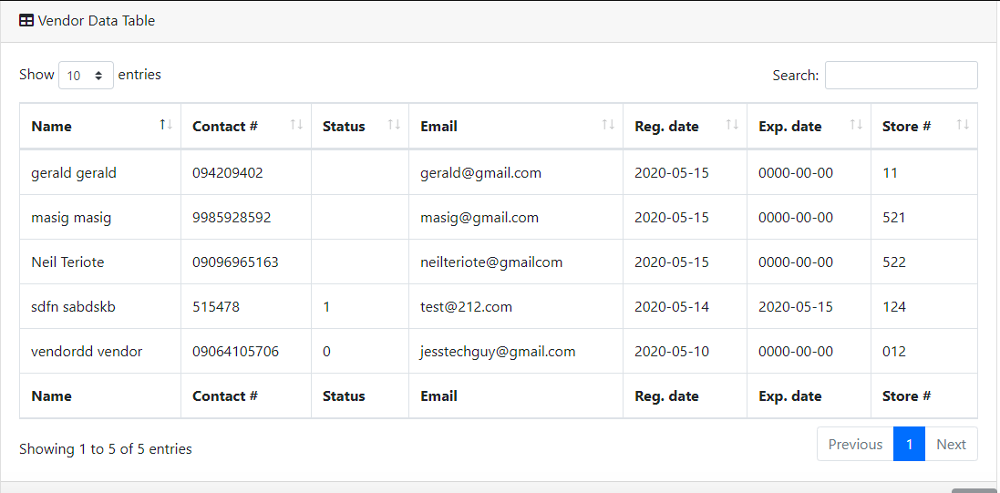 Vendor Data Table
Show 10 entries Search:
Name Contact # Status Email Reg. date Exp. date Store #
gerald gerald 094209402 gerald@gmail.com 2020-05-15 0000-00-00 11
masig masig 9985928592 masig@gmail.com 2020-05-15 0000-00-00 521
Neil Teriote 09096965163 neilteriote@gmailcom 2020-05-15 0000-00-00 522
sdfn sabdskb 515478 1 test@212.com 2020-05-14 2020-05-15 124
vendordd vendor 09064105706 0 jesstechguy@gmail.com 2020-05-10 0000-00-00 012
Name Contact # Status Email Reg. date Exp. date Store #
Showing 1 to 5 of 5 entries Previous 1 Next